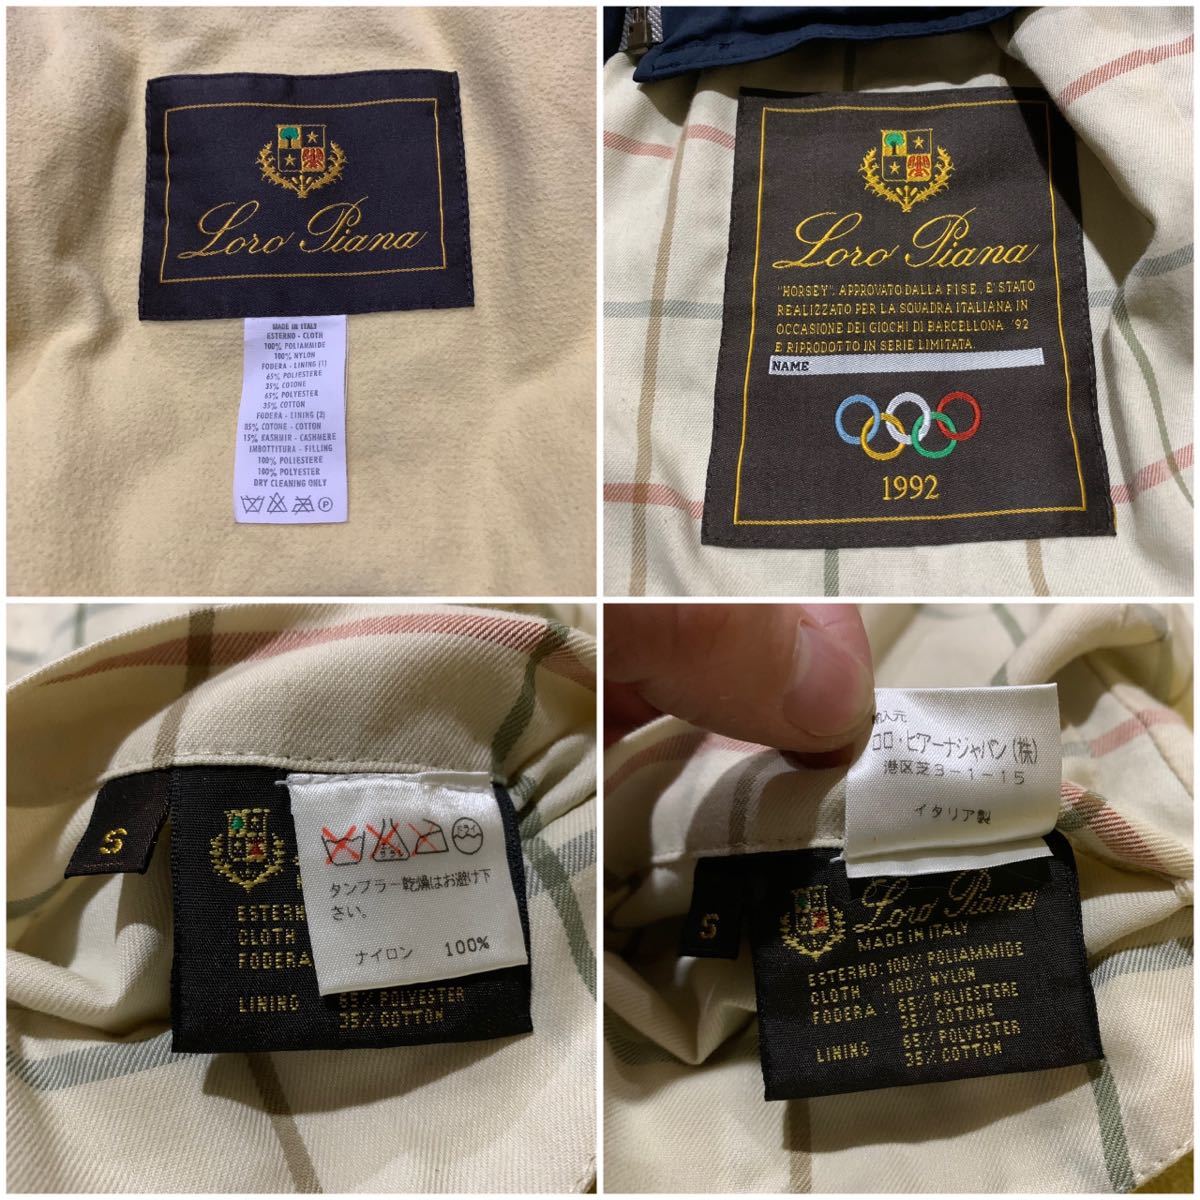 Loro Piana
MADE IN ITALY
ESTERNO - CLOTH
100% POLIAMMIDE
100% NYLON
FODERA - LINING (1)
65% POLIESTERE
35% COTONE
65% POLYESTER
35% COTTON
FODERA - LINING (2)
85% COTONE - COTTON
15% KASHMIR - CASHMERE
IMBOTTITURA - FILLING
100% POLIESTERE
100% POLYESTER
DRY CLEANING ONLY
P
Loro Piana
"HORSEY", APPROVATO DALLA F I S E , E' STATO
REALIZZATO PER LA SQUADRA ITALIANA IN
OCCASIONE DEI GIOCHI DI BARCELLONA '92
E RIPRODOTTO IN SERIE LIMITATA.
NAME
1992
S
タンブラー乾燥はお避け下
さい。
ナイロン 100%
ESTERN
CLOTH
FODERA
LINING 65% POLYESTER
35% COTTON
輸入元
ロロ・ピアーナジャパン(株)
港区芝3-1-15
イタリア製
S
Loro Piana
MADE IN ITALY
ESTERNO: 100% POLIAMMIDE
CLOTH : 100% NYLON
FODERA : 65% POLIESTERE
35% COTONE
LINING 65% POLYESTER
35% COTTON